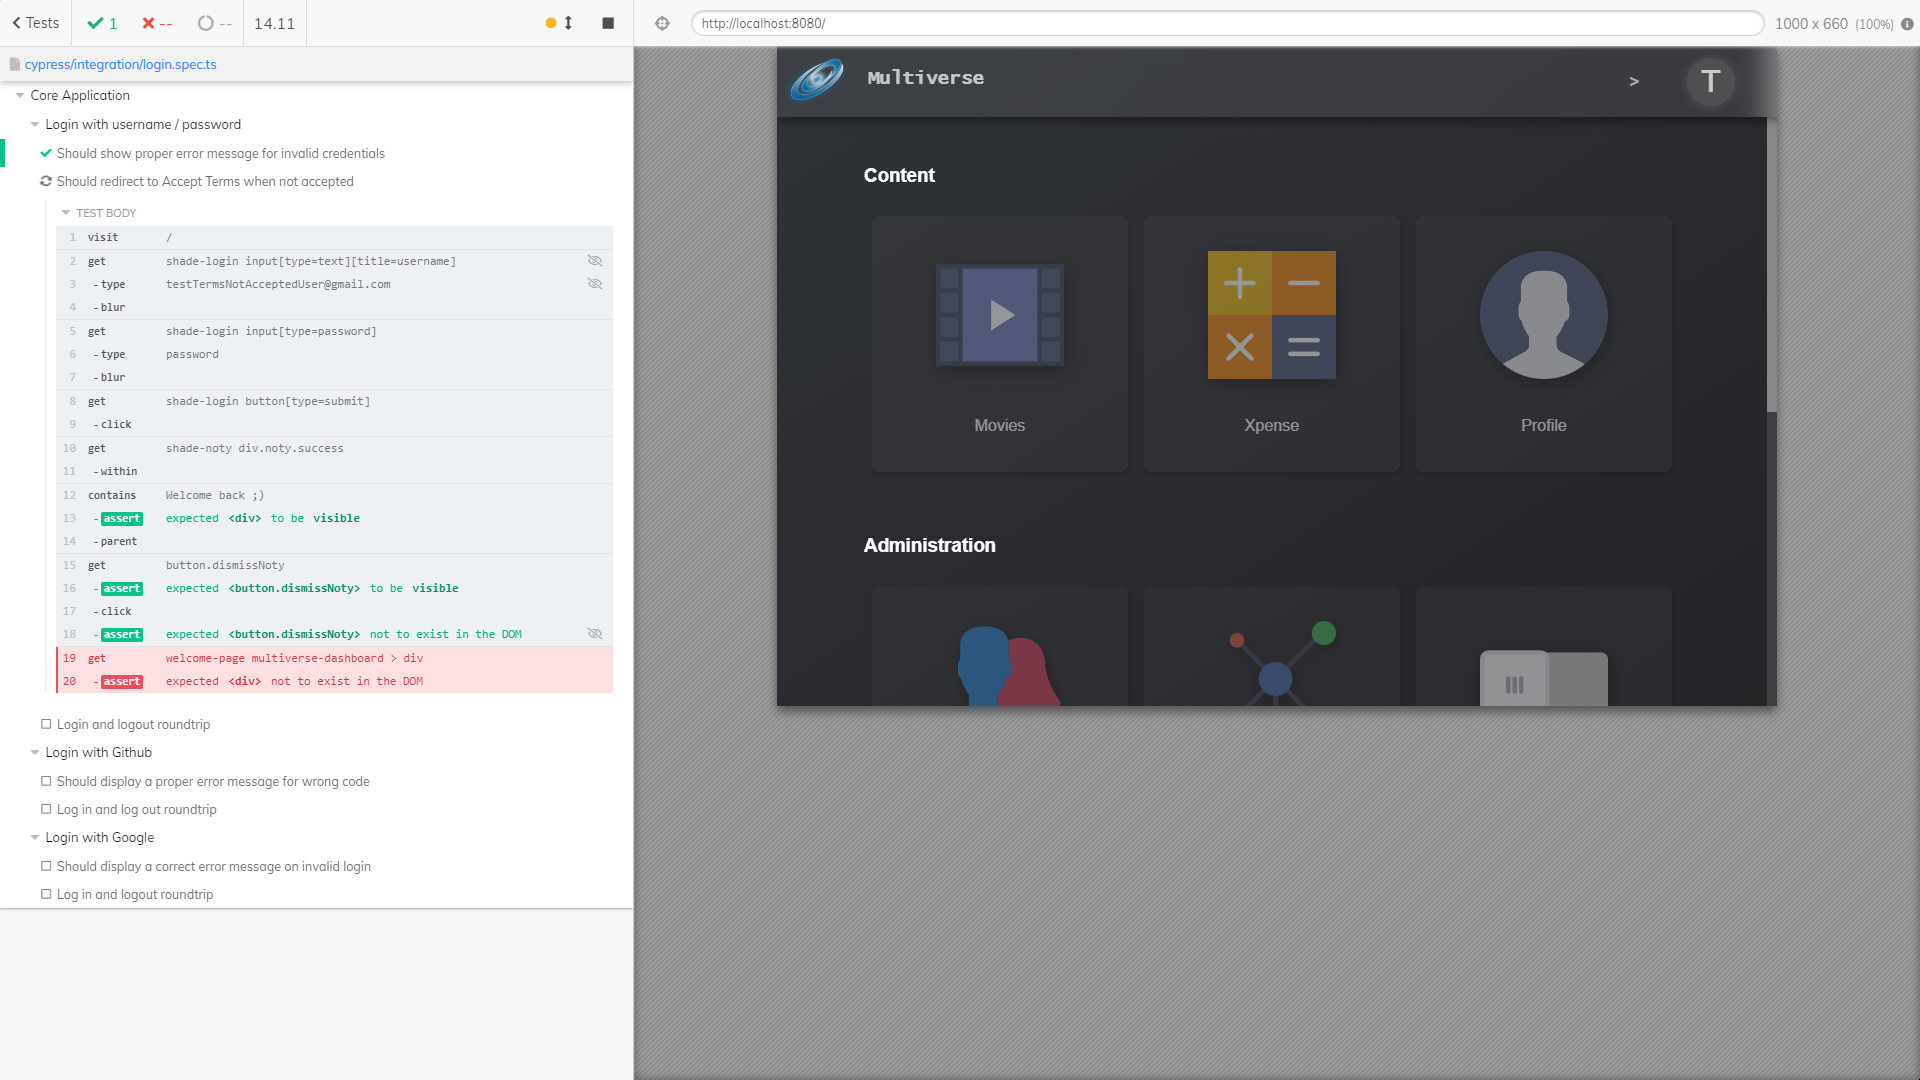 Tests
1
--
--
14.11
cypress/integration/login.spec.ts
Core Application
Login with username / password
Should show proper error message for invalid credentials
Should redirect to Accept Terms when not accepted
TEST BODY
1 visit /
2 get shade-login input[type=text][title=username]
3 -type testTermsNotAcceptedUser@gmail.com
4 -blur
5 get shade-login input[type=password]
6 -type password
7 -blur
8 get shade-login button[type=submit]
9 -click
10 get shade-noty div.noty.success
11 -within
12 contains Welcome back ;)
13 -assert expected <div> to be visible
14 -parent
15 get button.dismissNoty
16 -assert expected <button.dismissNoty> to be visible
17 -click
18 -assert expected <button.dismissNoty> not to exist in the DOM
19 get welcome-page multiverse-dashboard > div
20 -assert expected <div> not to exist in the DOM
Login and logout roundtrip
Login with Github
Should display a proper error message for wrong code
Log in and log out roundtrip
Login with Google
Should display a correct error message on invalid login
Log in and logout roundtrip
http://localhost:8080/
1000 x 660 (100%)
Multiverse
>
T
Content
Movies
Xpense
Profile
Administration